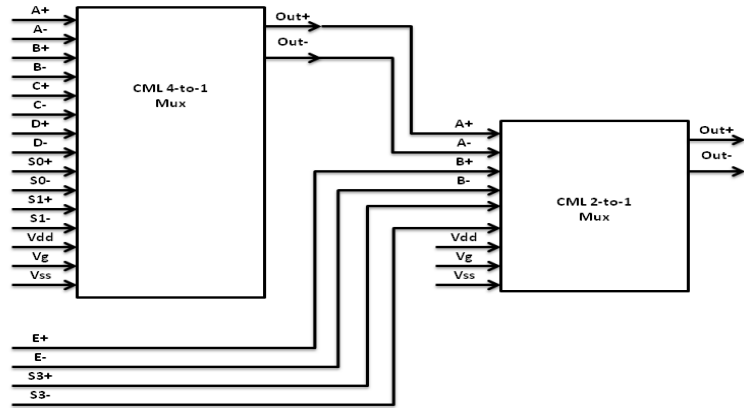 A+
A-
B+
B-
C+
C-
D+
D-
S0+
S0-
S1+
S1-
Vdd
Vg
Vss
CML 4-to-1
Mux
Out+
Out-
A+
A-
B+
B-
Vdd
Vg
Vss
CML 2-to-1
Mux
Out+
Out-
E+
E-
S3+
S3-